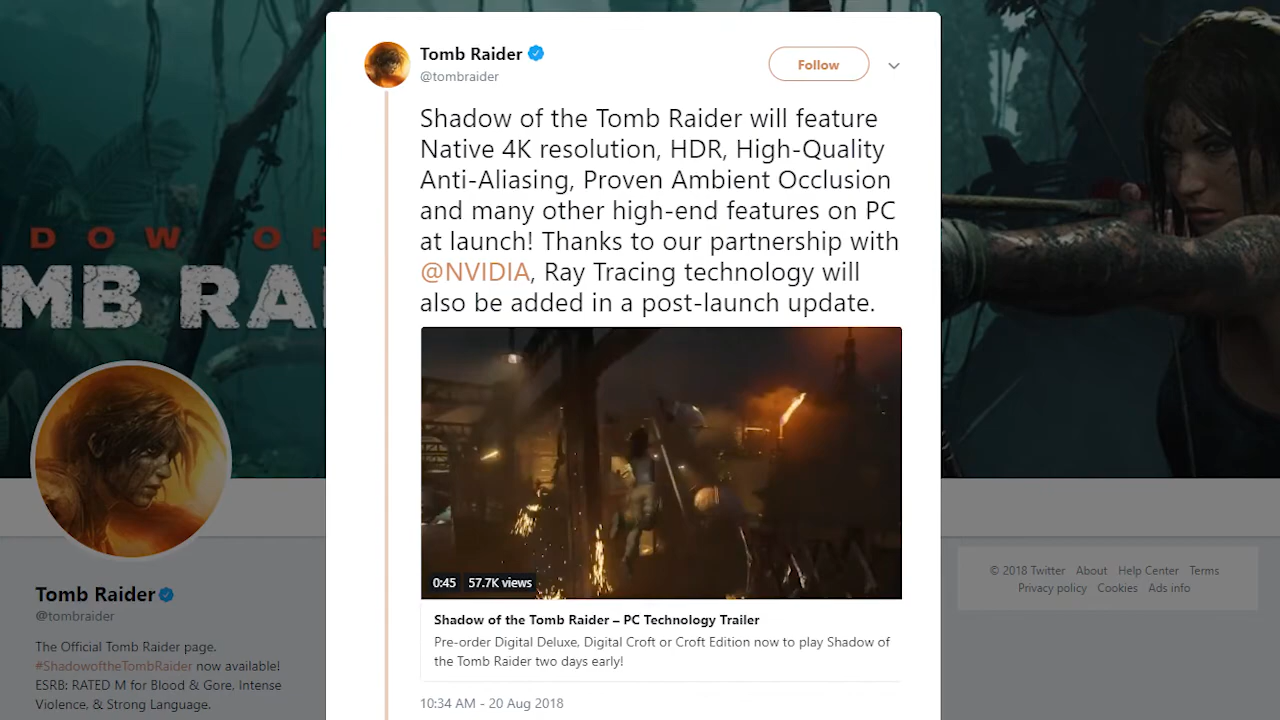 Tomb Raider
@tombraider
Follow
Shadow of the Tomb Raider will feature
Native 4K resolution, HDR, High-Quality
Anti-Aliasing, Proven Ambient Occlusion
and many other high-end features on PC
at launch! Thanks to our partnership with
@NVIDIA, Ray Tracing technology will
also be added in a post-launch update.
0:45 57.7K views
Shadow of the Tomb Raider – PC Technology Trailer
Pre-order Digital Deluxe, Digital Croft or Croft Edition now to play Shadow of
the Tomb Raider two days early!
10:34 AM - 20 Aug 2018
DOW OF
MB RA
Tomb Raider
@tombraider
The Official Tomb Raider page.
#ShadowoftheTombRaider now available!
ESRB: RATED M for Blood & Gore, Intense
Violence, & Strong Language.
© 2018 Twitter About Help Center Terms
Privacy policy Cookies Ads info